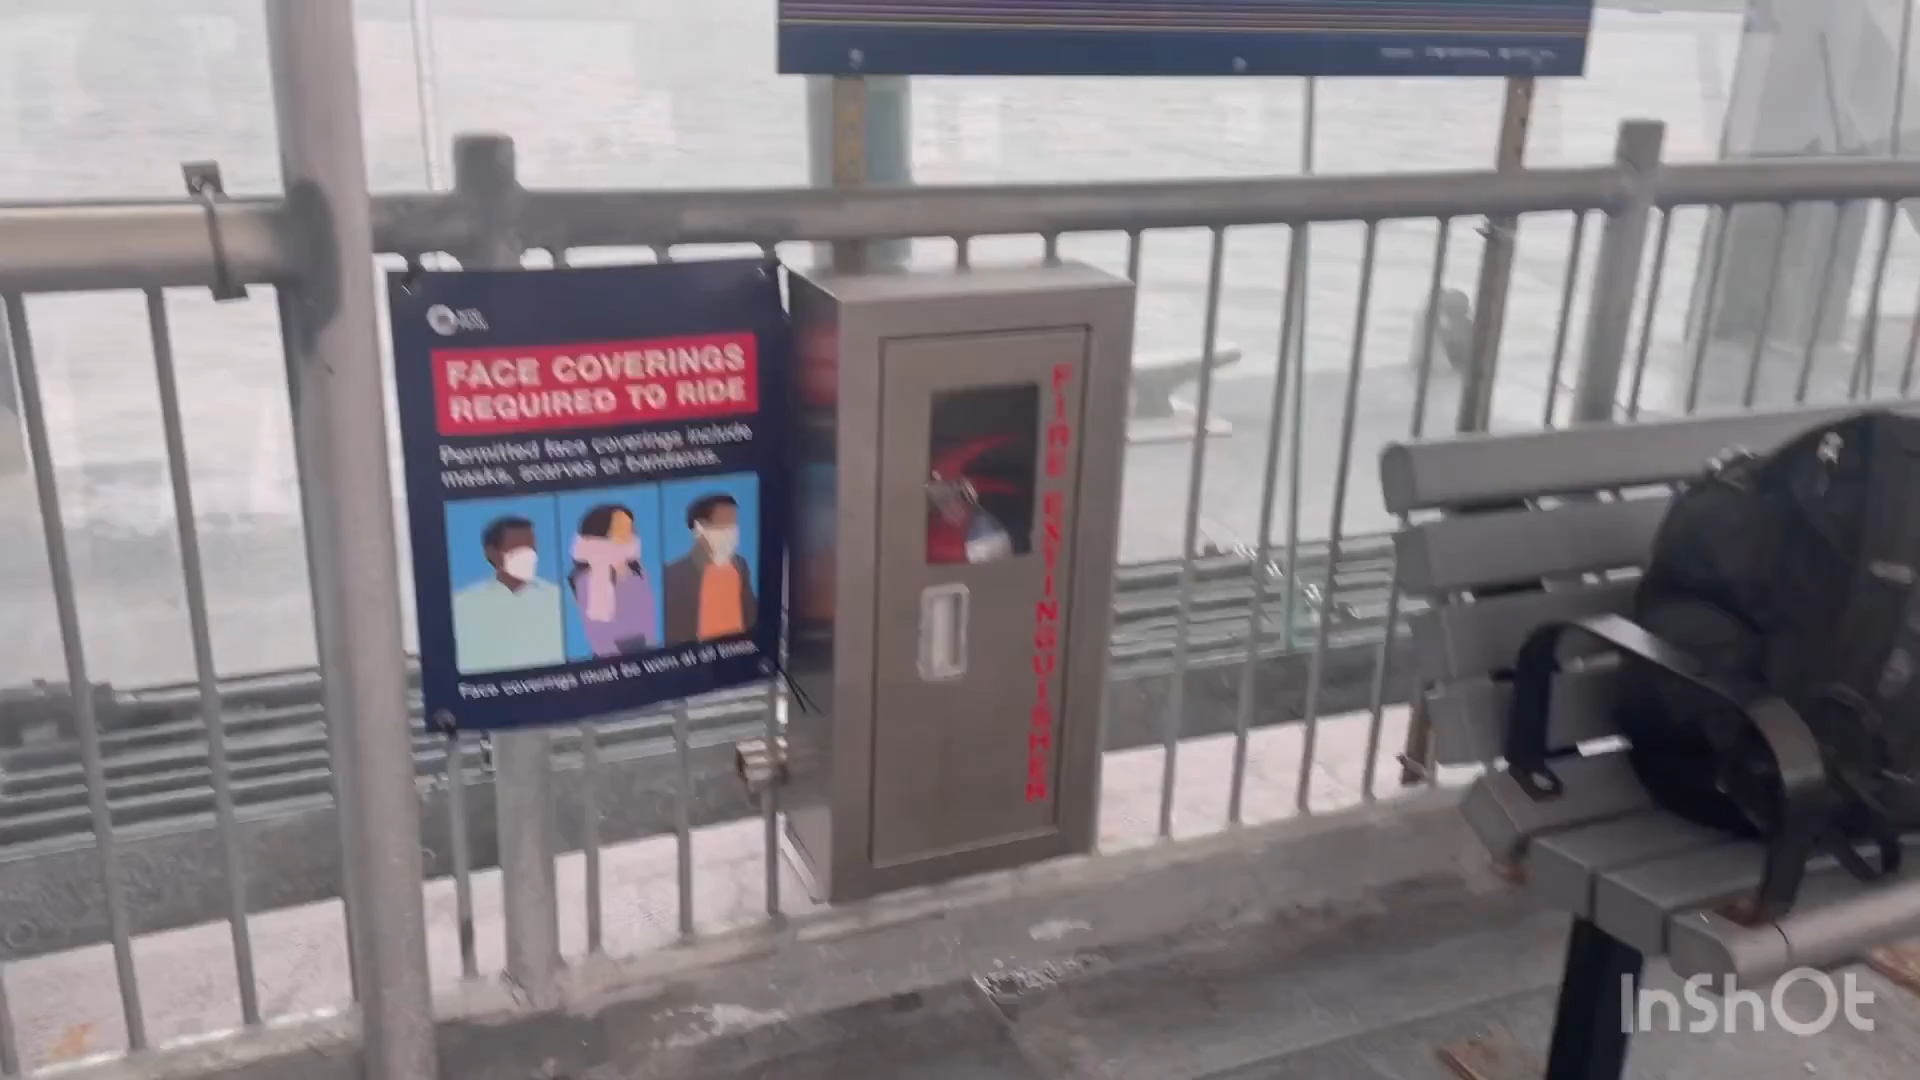 FACE COVERINGS
REQUIRED TO RIDE
Permitted face coverings include
masks, scarves or bandanas.
Face coverings must be worn at all times.
FIRE EXTINGUISHER
InShOt